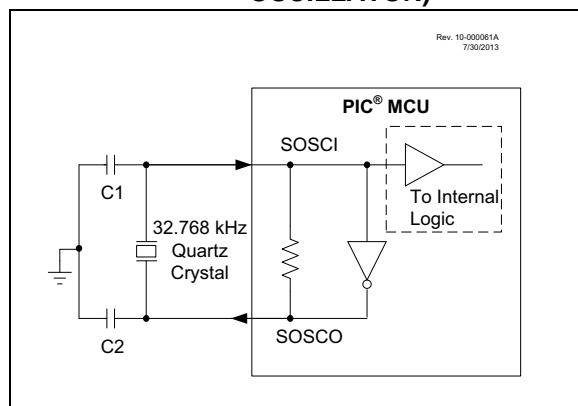 OSCILLATOR)
Rev. 10-000061A
7/30/2013
PIC® MCU
SOSCI
C1
To Internal
Logic
32.768 kHz
Quartz
Crystal
SOSCO
C2